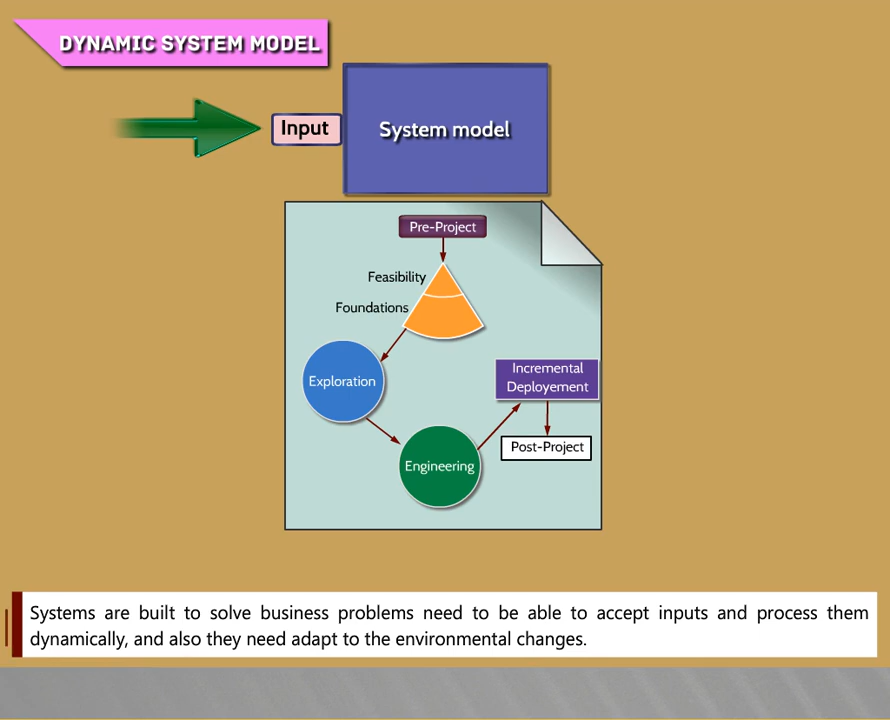 DYNAMIC SYSTEM MODEL
Input
System model
Pre-Project
Feasibility
Foundations
Exploration
Incremental
Deployement
Post-Project
Engineering
Systems are built to solve business problems need to be able to accept inputs and process them
dynamically, and also they need adapt to the environmental changes.